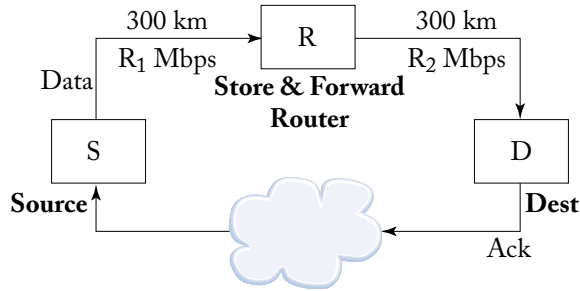 300 km
R
300 km
R₁ Mbps
R₂ Mbps
Data
Store & Forward
Router
S
D
Source
Dest
Ack